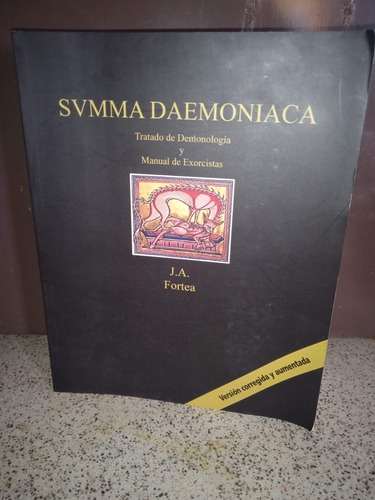 SVMMA DAEMONIACA
Tratado de Demonología
y
Manual de Exorcistas
J.A.
Fortea
Versión corregida y aumentada